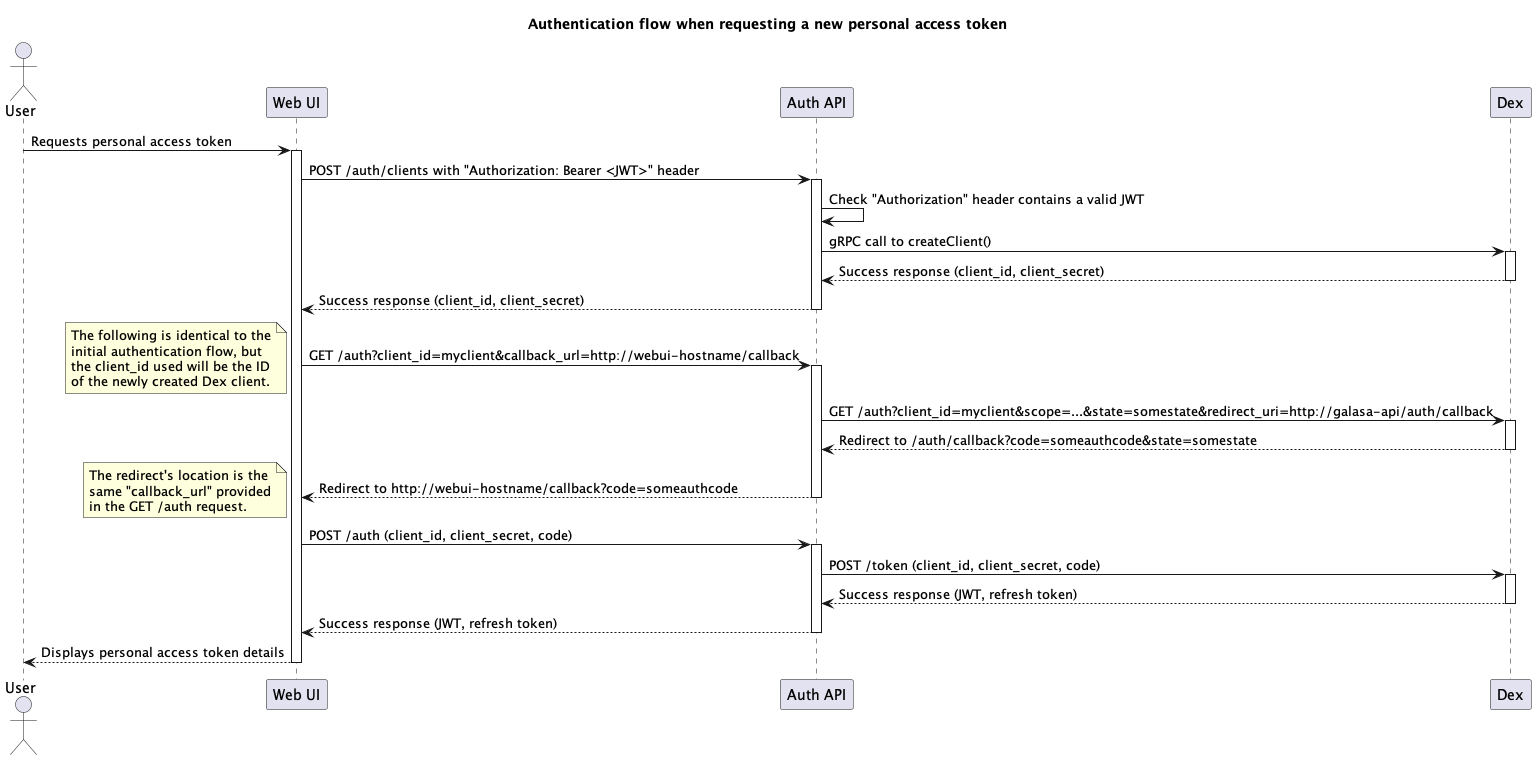 Authentication flow when requesting a new personal access token
User
Web UI
Auth API
Dex
Requests personal access token
POST /auth/clients with "Authorization: Bearer <JWT>" header
Check "Authorization" header contains a valid JWT
gRPC call to createClient()
Success response (client_id, client_secret)
Success response (client_id, client_secret)
The following is identical to the
initial authentication flow, but
the client_id used will be the ID
of the newly created Dex client.
GET /auth?client_id=myclient&callback_url=http://webui-hostname/callback
GET /auth?client_id=myclient&scope=...&state=somestate&redirect_uri=http://galasa-api/auth/callback
Redirect to /auth/callback?code=someauthcode&state=somestate
The redirect's location is the
same "callback_url" provided
in the GET /auth request.
Redirect to http://webui-hostname/callback?code=someauthcode
POST /auth (client_id, client_secret, code)
POST /token (client_id, client_secret, code)
Success response (JWT, refresh token)
Success response (JWT, refresh token)
Displays personal access token details
User
Web UI
Auth API
Dex